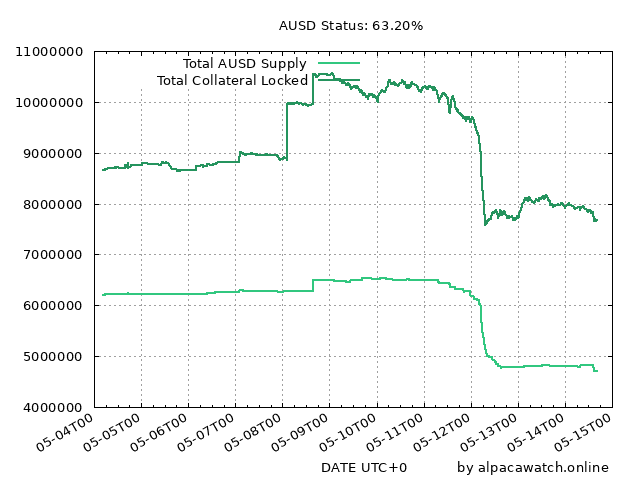 AUSD Status: 63.20%
11000000
10000000
9000000
8000000
7000000
6000000
5000000
4000000
Total AUSD Supply
Total Collateral Locked
05-04T00
05-05T00
05-06T00
05-07T00
05-08T00
05-09T00
05-10T00
05-11T00
05-12T00
05-13T00
05-14T00
05-15T00
DATE UTC+0
by alpacawatch.online